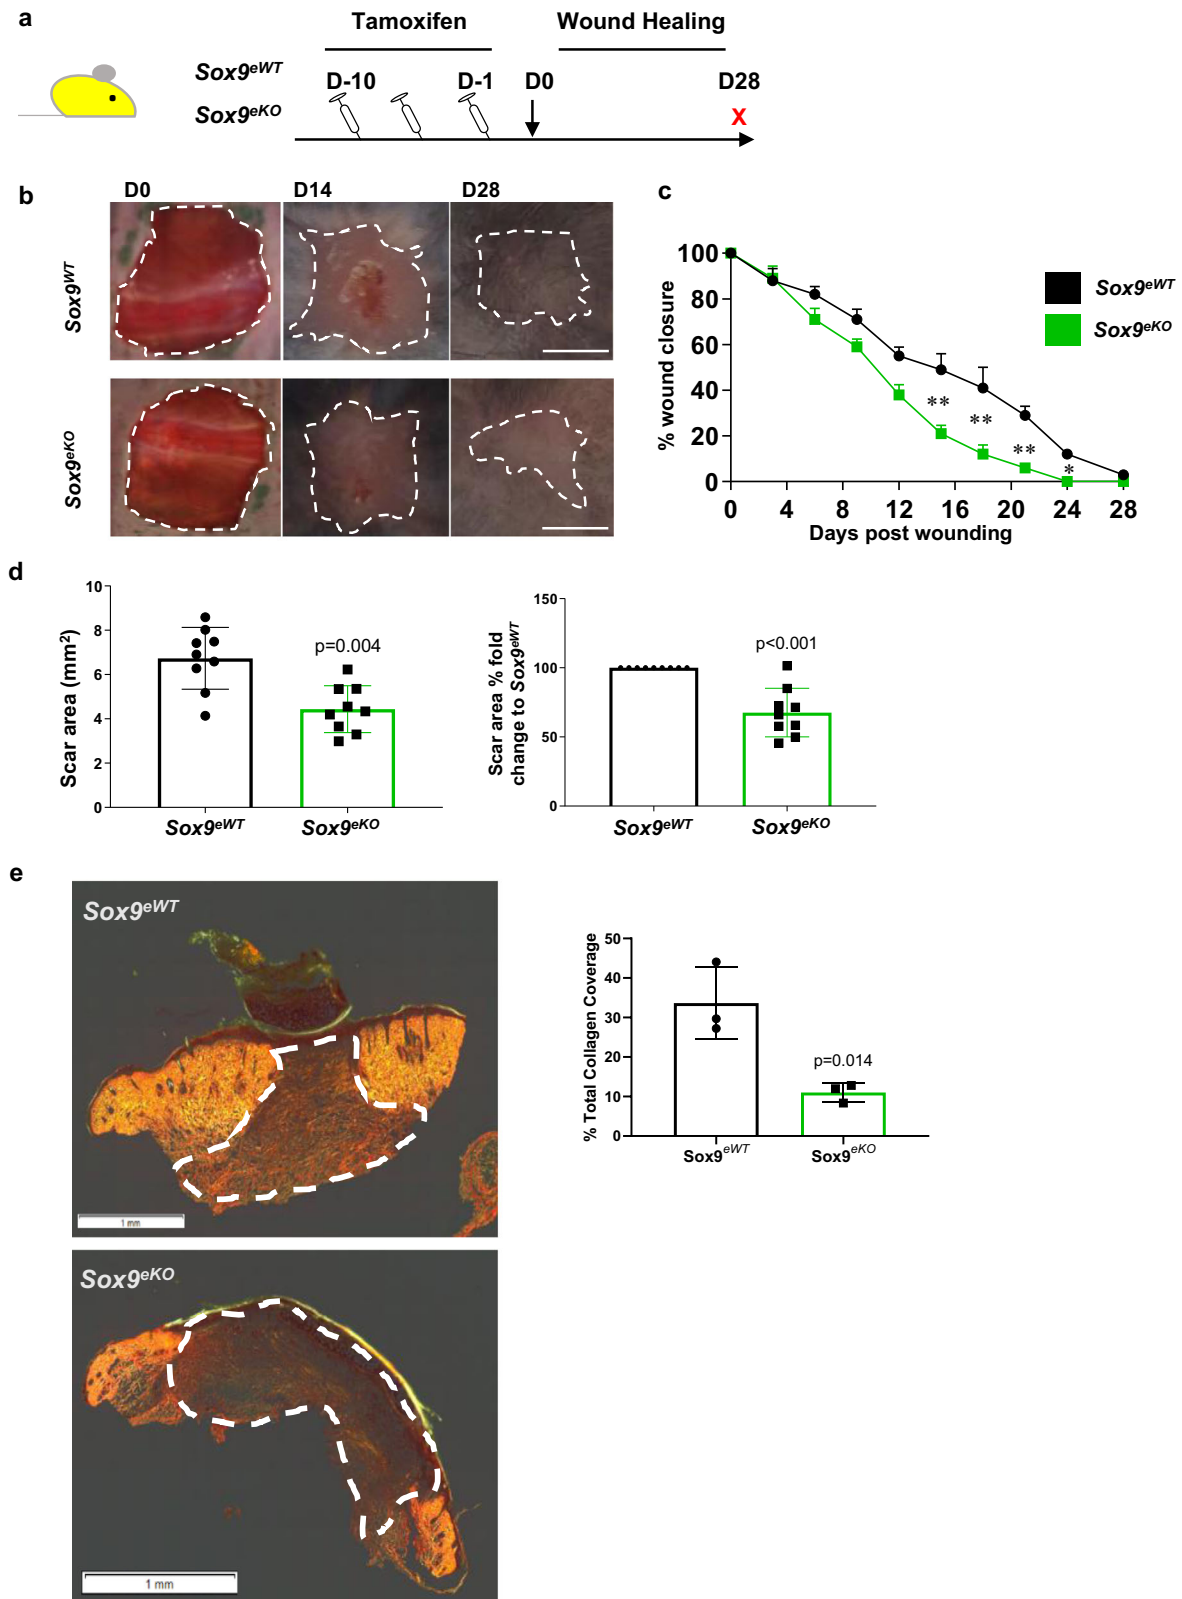 a
Tamoxifen
Wound Healing
Sox9eWT
D-10
D-1
D0
D28
Sox9eKO
X
b
D0
D14
D28
Sox9WT
Sox9eKO
c
% wound closure
100
80
60
40
20
0
**
**
**
*
0 4 8 12 16 20 24 28
Days post wounding
Sox9eWT
Sox9eKO
d
Scar area (mm2)
10
8
6
4
2
0
p=0.004
Sox9eWT
Sox9eKO
Scar area % fold
change to Sox9eWT
150
100
50
0
p<0.001
Sox9eWT
Sox9eKO
e
Sox9eWT
1 mm
% Total Collagen Coverage
50
40
30
20
10
0
p=0.014
Sox9eWT
Sox9eKO
Sox9eKO
1 mm